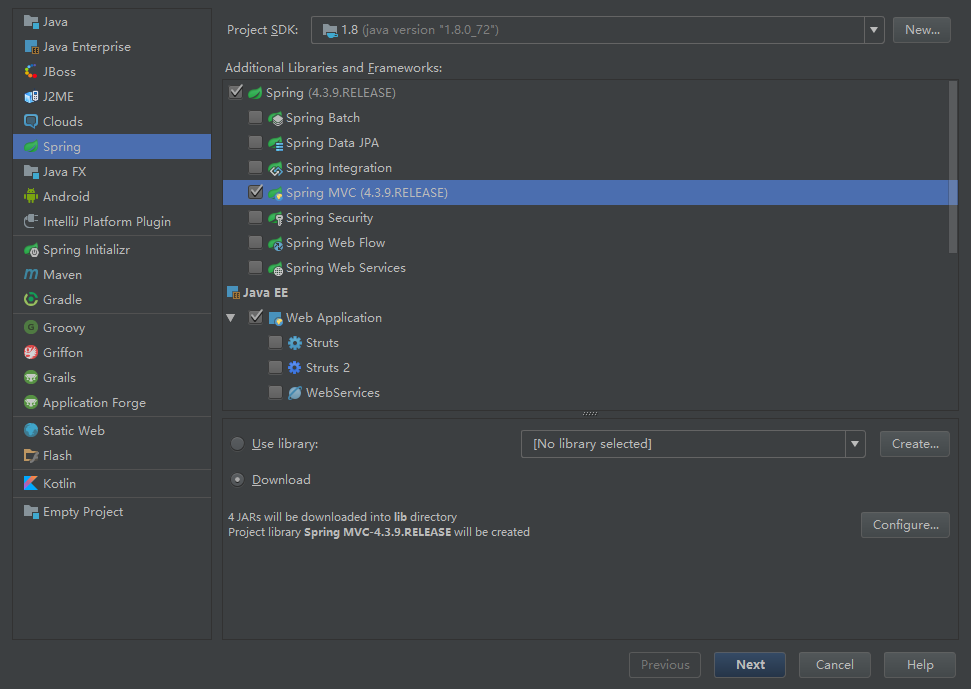 Java
Java Enterprise
JBoss
J2ME
Clouds
Spring
Java FX
Android
IntelliJ Platform Plugin
Spring Initializr
Maven
Gradle
Groovy
Griffon
Grails
Application Forge
Static Web
Flash
Kotlin
Empty Project
Project SDK: 1.8 (java version "1.8.0_72") New...
Additional Libraries and Frameworks:
Spring (4.3.9.RELEASE)
Spring Batch
Spring Data JPA
Spring Integration
Spring MVC (4.3.9.RELEASE)
Spring Security
Spring Web Flow
Spring Web Services
Java EE
Web Application
Struts
Struts 2
WebServices
Use library: [No library selected] Create...
Download
4 JARs will be downloaded into lib directory
Project library Spring MVC-4.3.9.RELEASE will be created
Configure...
Previous Next Cancel Help